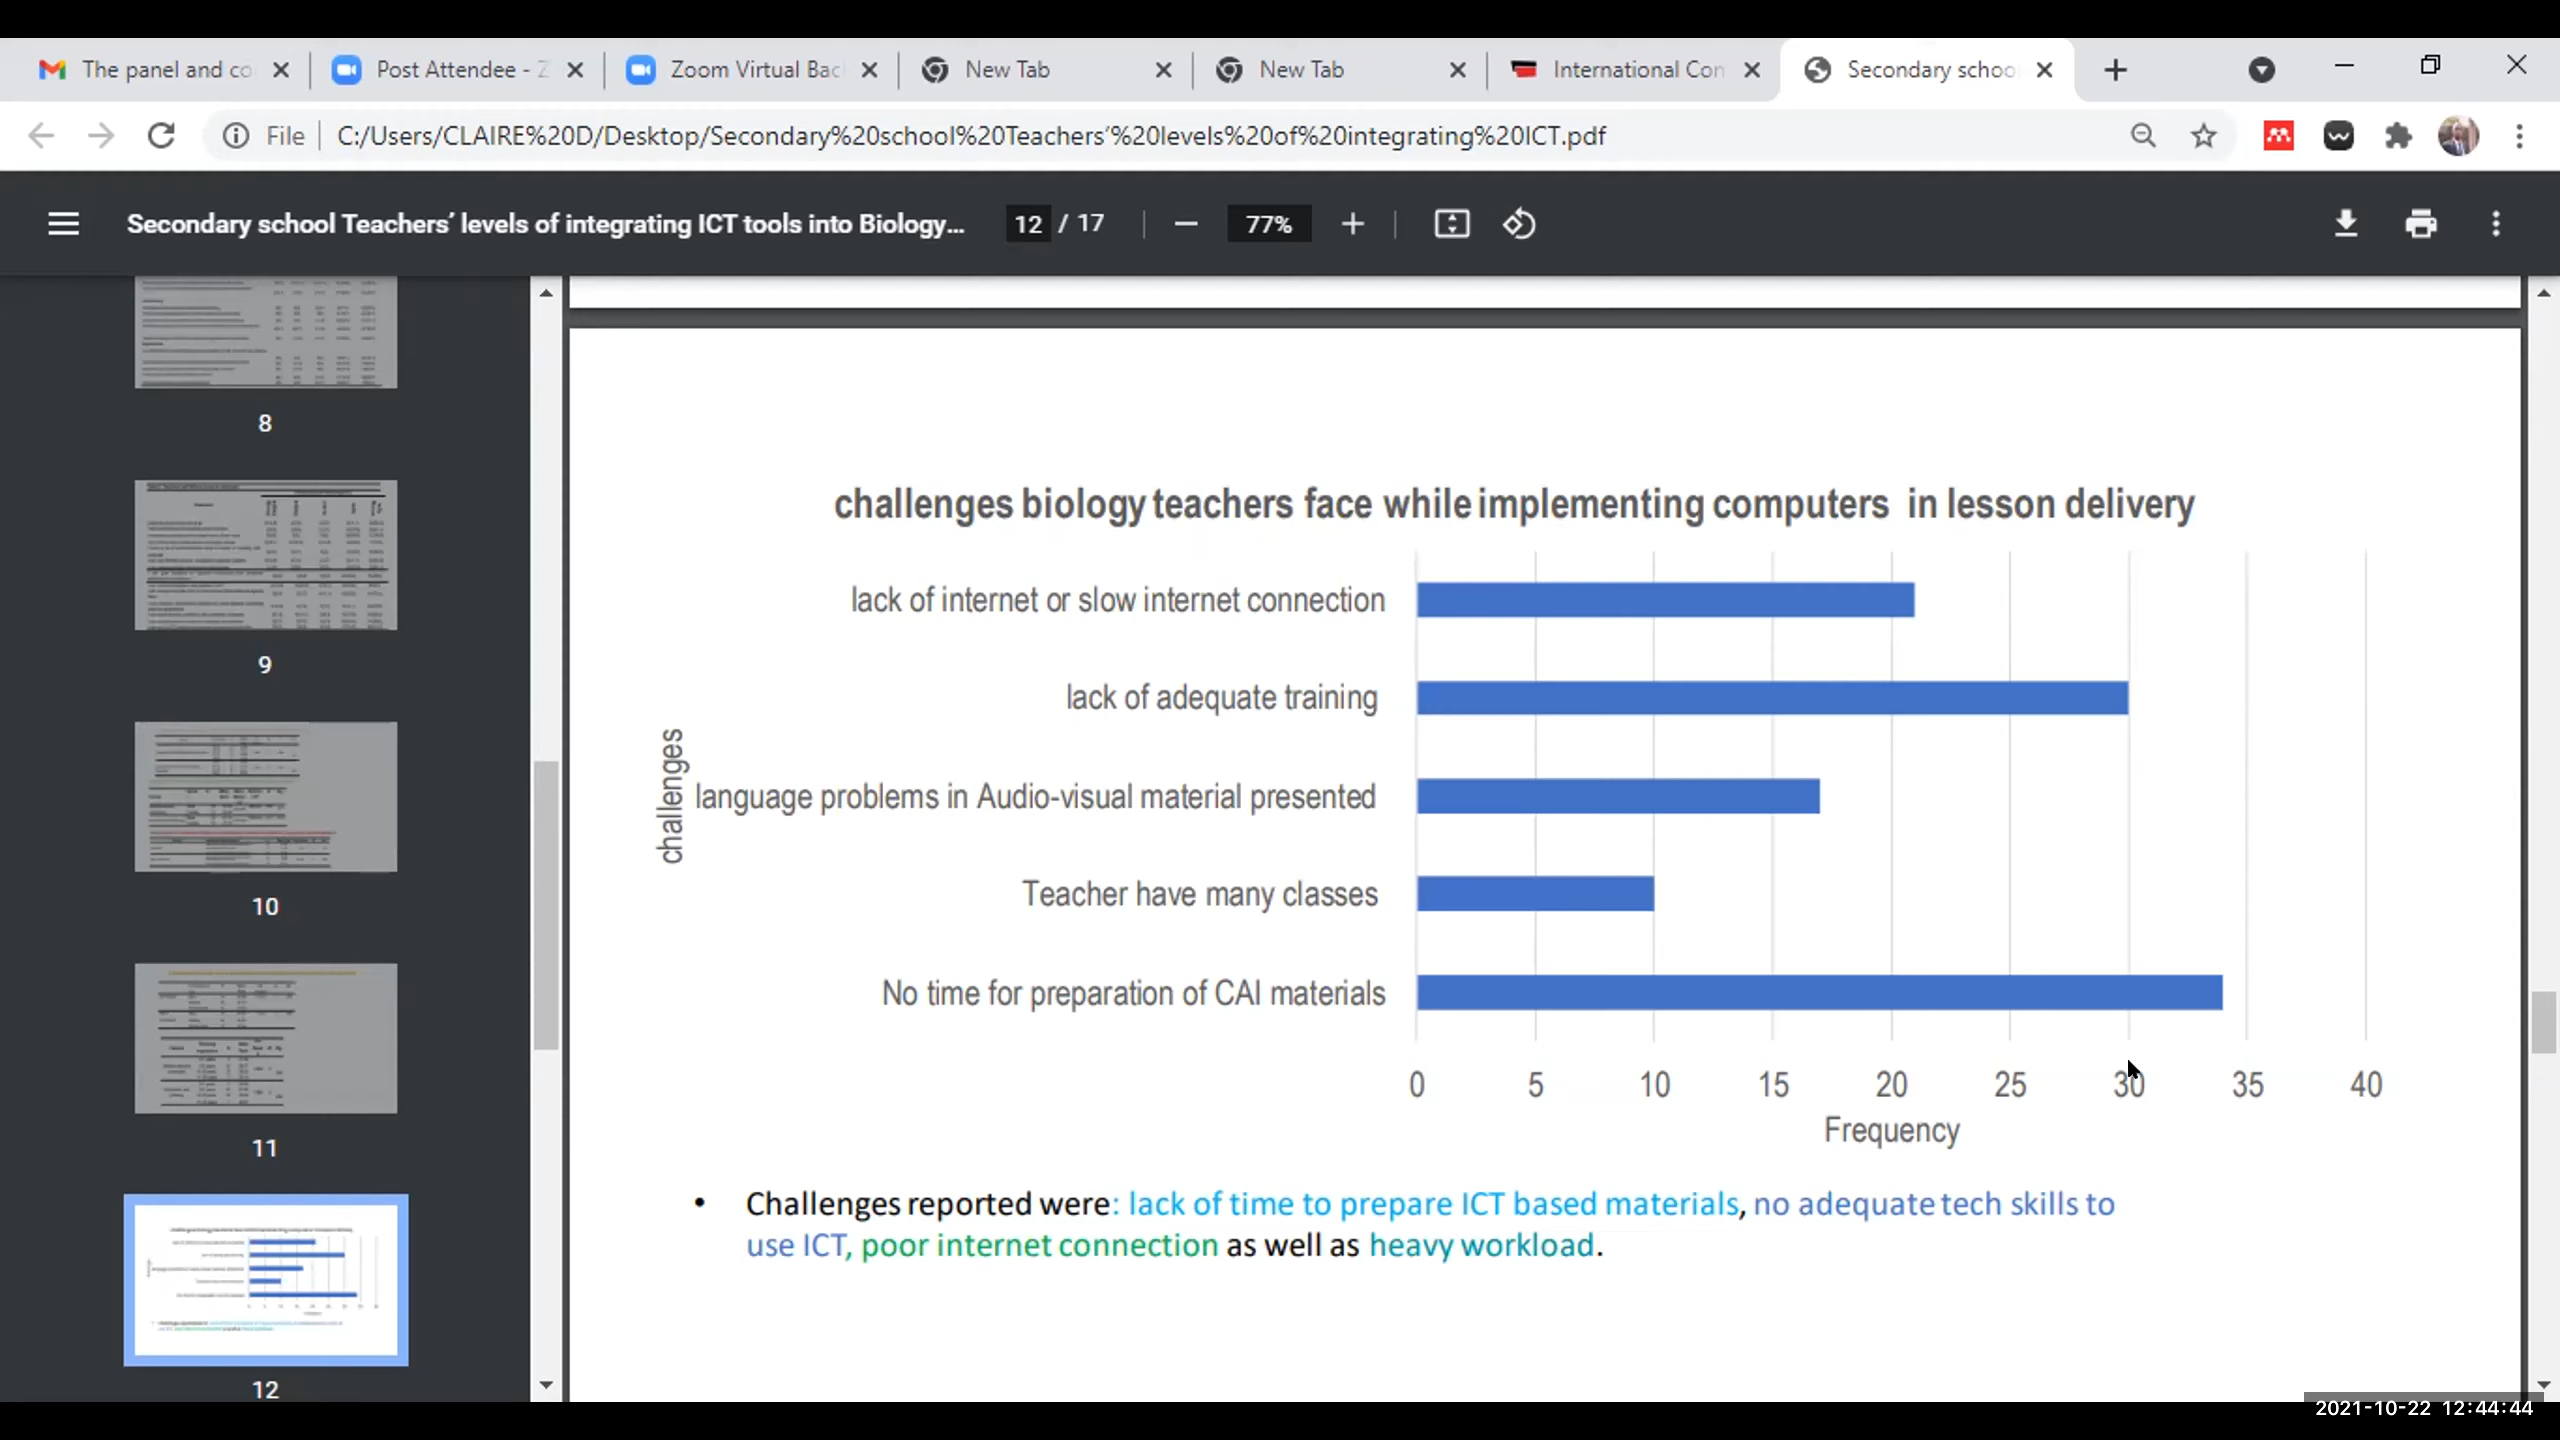 The panel and co
Post Attendee - Z
Zoom Virtual Bac
New Tab
New Tab
International Con
Secondary schoo
File
C:/Users/CLAIRE%20D/Desktop/Secondary%20school%20Teachers’%20levels%20of%20integrating%20ICT.pdf
Secondary school Teachers’ levels of integrating ICT tools into Biology...
12 / 17
77%
8
9
10
11
12
challenges biology teachers face while implementing computers in lesson delivery
challenges
lack of internet or slow internet connection
lack of adequate training
language problems in Audio-visual material presented
Teacher have many classes
No time for preparation of CAI materials
0 5 10 15 20 25 30 35 40
Frequency
• Challenges reported were: lack of time to prepare ICT based materials, no adequate tech skills to
use ICT, poor internet connection as well as heavy workload.
2021-10-22 12:44:44